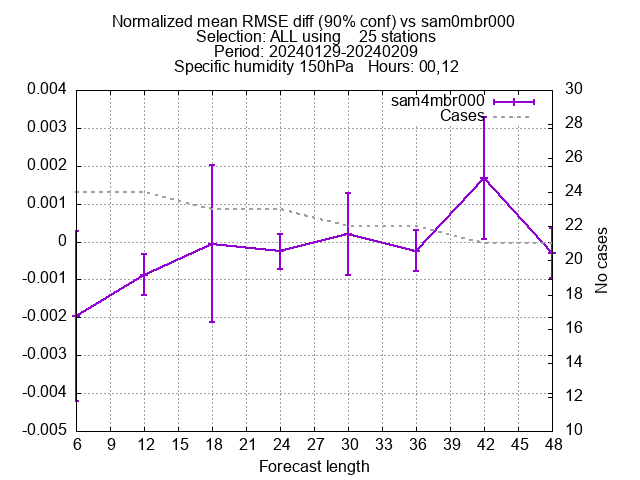 Normalized mean RMSE diff (90% conf) vs sam0mbr000
Selection: ALL using    25 stations
Period: 20240129-20240209
Specific humidity 150hPa   Hours: 00,12
sam4mbr000
Cases
0.004
0.003
0.002
0.001
0
-0.001
-0.002
-0.003
-0.004
-0.005
30
28
26
24
22
20
18
16
14
12
10
No cases
6 9 12 15 18 21 24 27 30 33 36 39 42 45 48
Forecast length